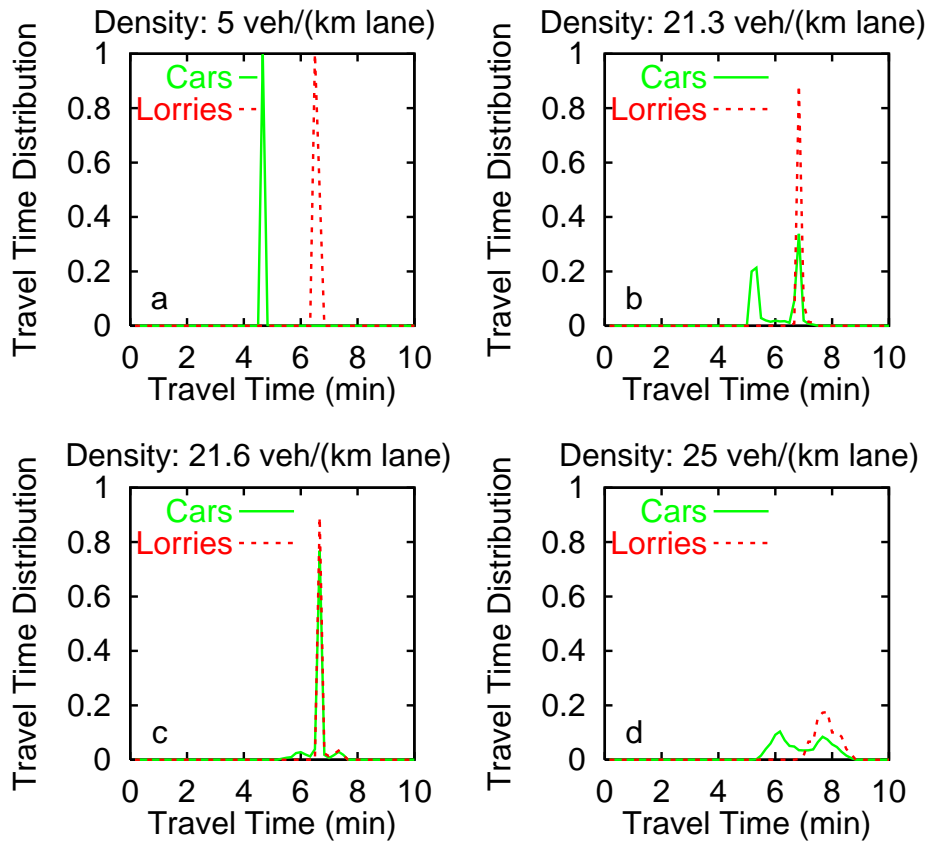 Density: 5 veh/(km lane)
Travel Time Distribution
1
0.8
0.6
0.4
0.2
0
Cars
Lorries
a
0 2 4 6 8 10
Travel Time (min)
Density: 21.3 veh/(km lane)
Travel Time Distribution
1
0.8
0.6
0.4
0.2
0
Cars
Lorries
b
0 2 4 6 8 10
Travel Time (min)
Density: 21.6 veh/(km lane)
Travel Time Distribution
1
0.8
0.6
0.4
0.2
0
Cars
Lorries
c
0 2 4 6 8 10
Travel Time (min)
Density: 25 veh/(km lane)
Travel Time Distribution
1
0.8
0.6
0.4
0.2
0
Cars
Lorries
d
0 2 4 6 8 10
Travel Time (min)